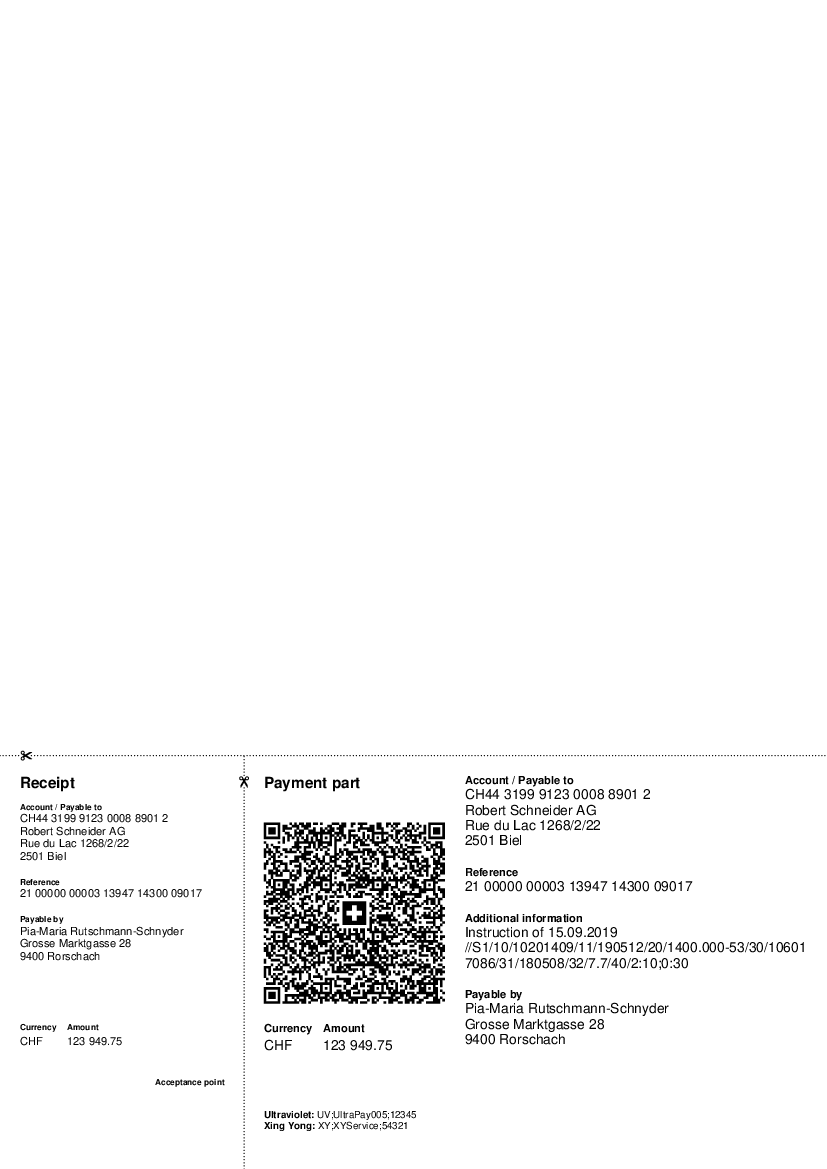 Receipt
Account / Payable to
CH44 3199 9123 0008 8901 2
Robert Schneider AG
Rue du Lac 1268/2/22
2501 Biel
Reference
21 00000 00003 13947 14300 09017
Payable by
Pia-Maria Rutschmann-Schnyder
Grosse Marktgasse 28
9400 Rorschach
Currency Amount
CHF 123 949.75
Acceptance point
Payment part
Currency Amount
CHF 123 949.75
Ultraviolet: UV;UltraPay005;12345
Xing Yong: XY;XYService;54321
Account / Payable to
CH44 3199 9123 0008 8901 2
Robert Schneider AG
Rue du Lac 1268/2/22
2501 Biel
Reference
21 00000 00003 13947 14300 09017
Additional information
Instruction of 15.09.2019
//S1/10/10201409/11/190512/20/1400.000-53/30/10601
7086/31/180508/32/7.7/40/2:10;0:30
Payable by
Pia-Maria Rutschmann-Schnyder
Grosse Marktgasse 28
9400 Rorschach